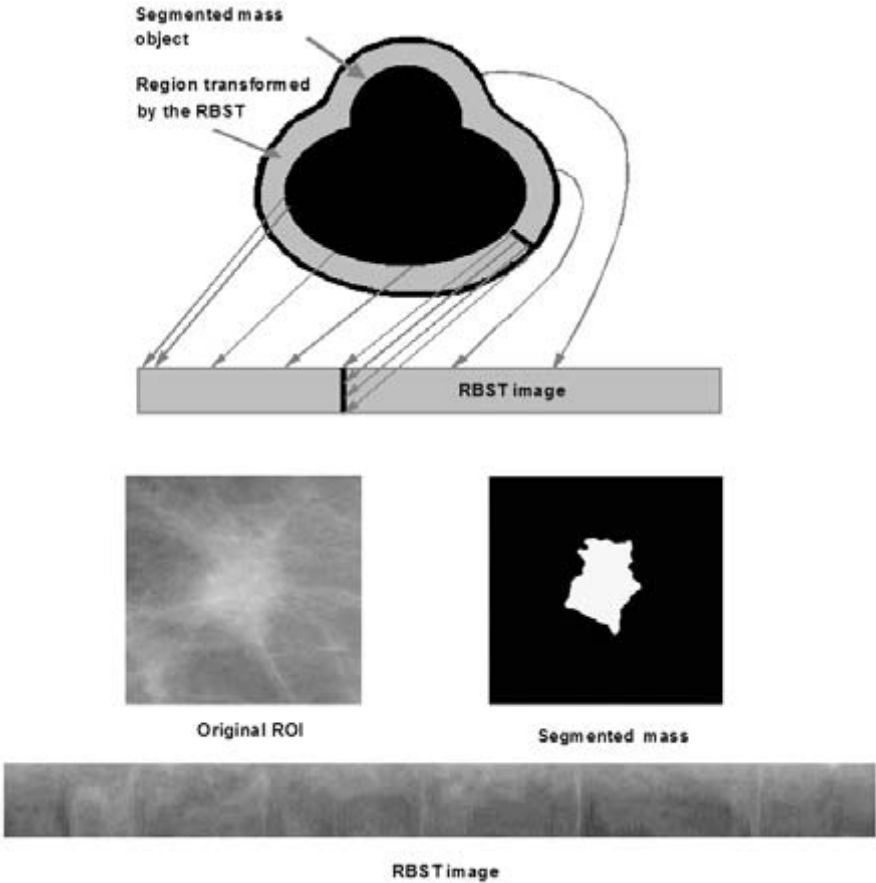 Segmented mass
object
Region transformed
by the RBST
RBST image
Original ROI
Segmented mass
RBST image